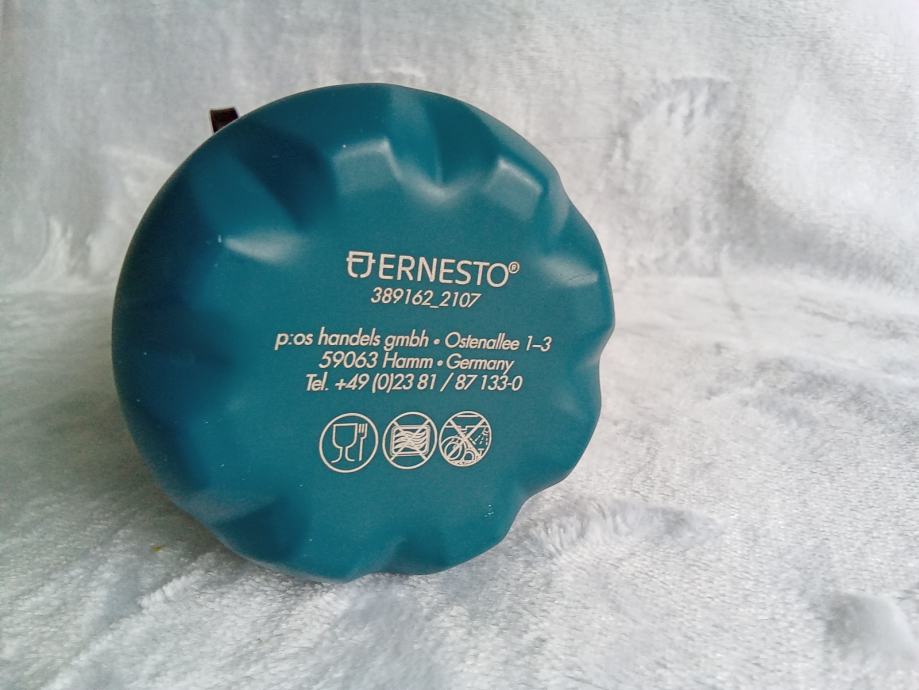 ERNESTO®
389162_2107
p:os handels gmbh • Ostenallee 1–3
59063 Hamm • Germany
Tel. +49 (0)23 81 / 87 133-0